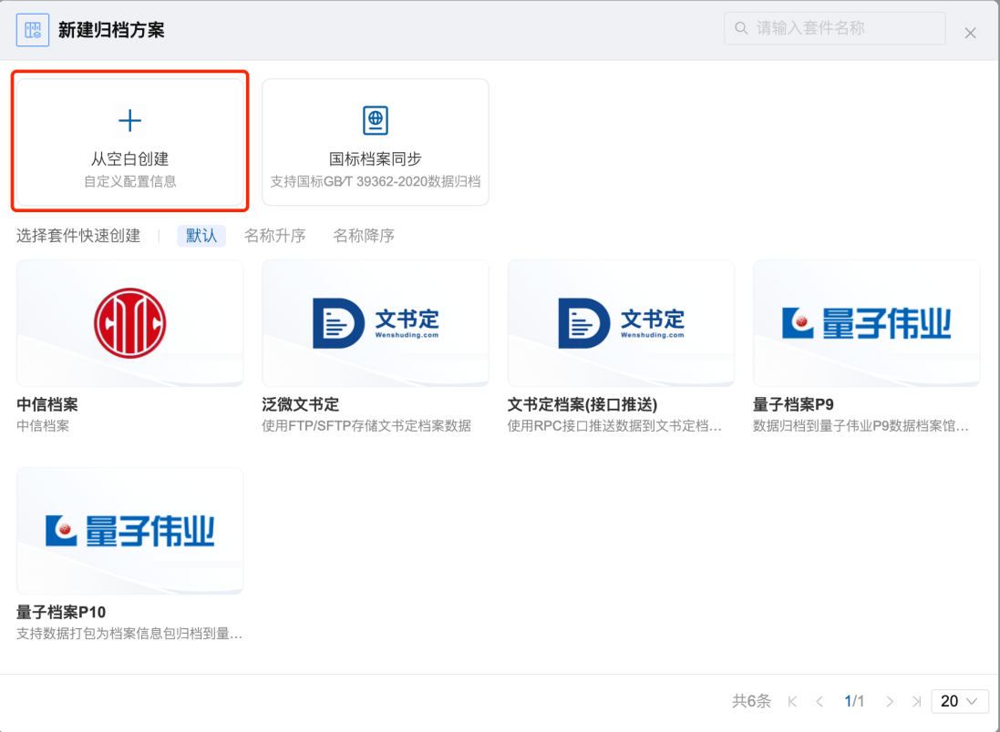 新建归档方案
请输入套件名称
从空白创建
自定义配置信息
国标档案同步
支持国标GB/T 39362-2020数据归档
选择套件快速创建
默认
名称升序
名称降序
CITIC
文书定
Wenshuding.com
文书定
Wenshuding.com
量子伟业
中信档案
中信档案
泛微文书定
使用FTP/SFTP存储文书定档案数据
文书定档案(接口推送)
使用RPC接口推送数据到文书定档...
量子档案P9
数据归档到量子伟业P9数据档案馆...
量子伟业
量子档案P10
支持数据打包为档案信息包归档到量...
共6条
1/1
20